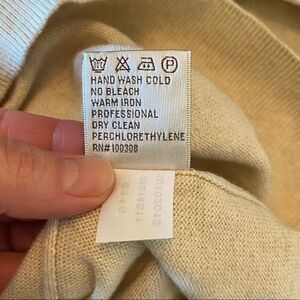 P
HAND WASH COLD
NO BLEACH
WARM IRON
PROFESSIONAL
DRY CLEAN
PERCHLORETHYLENE
RN#100308